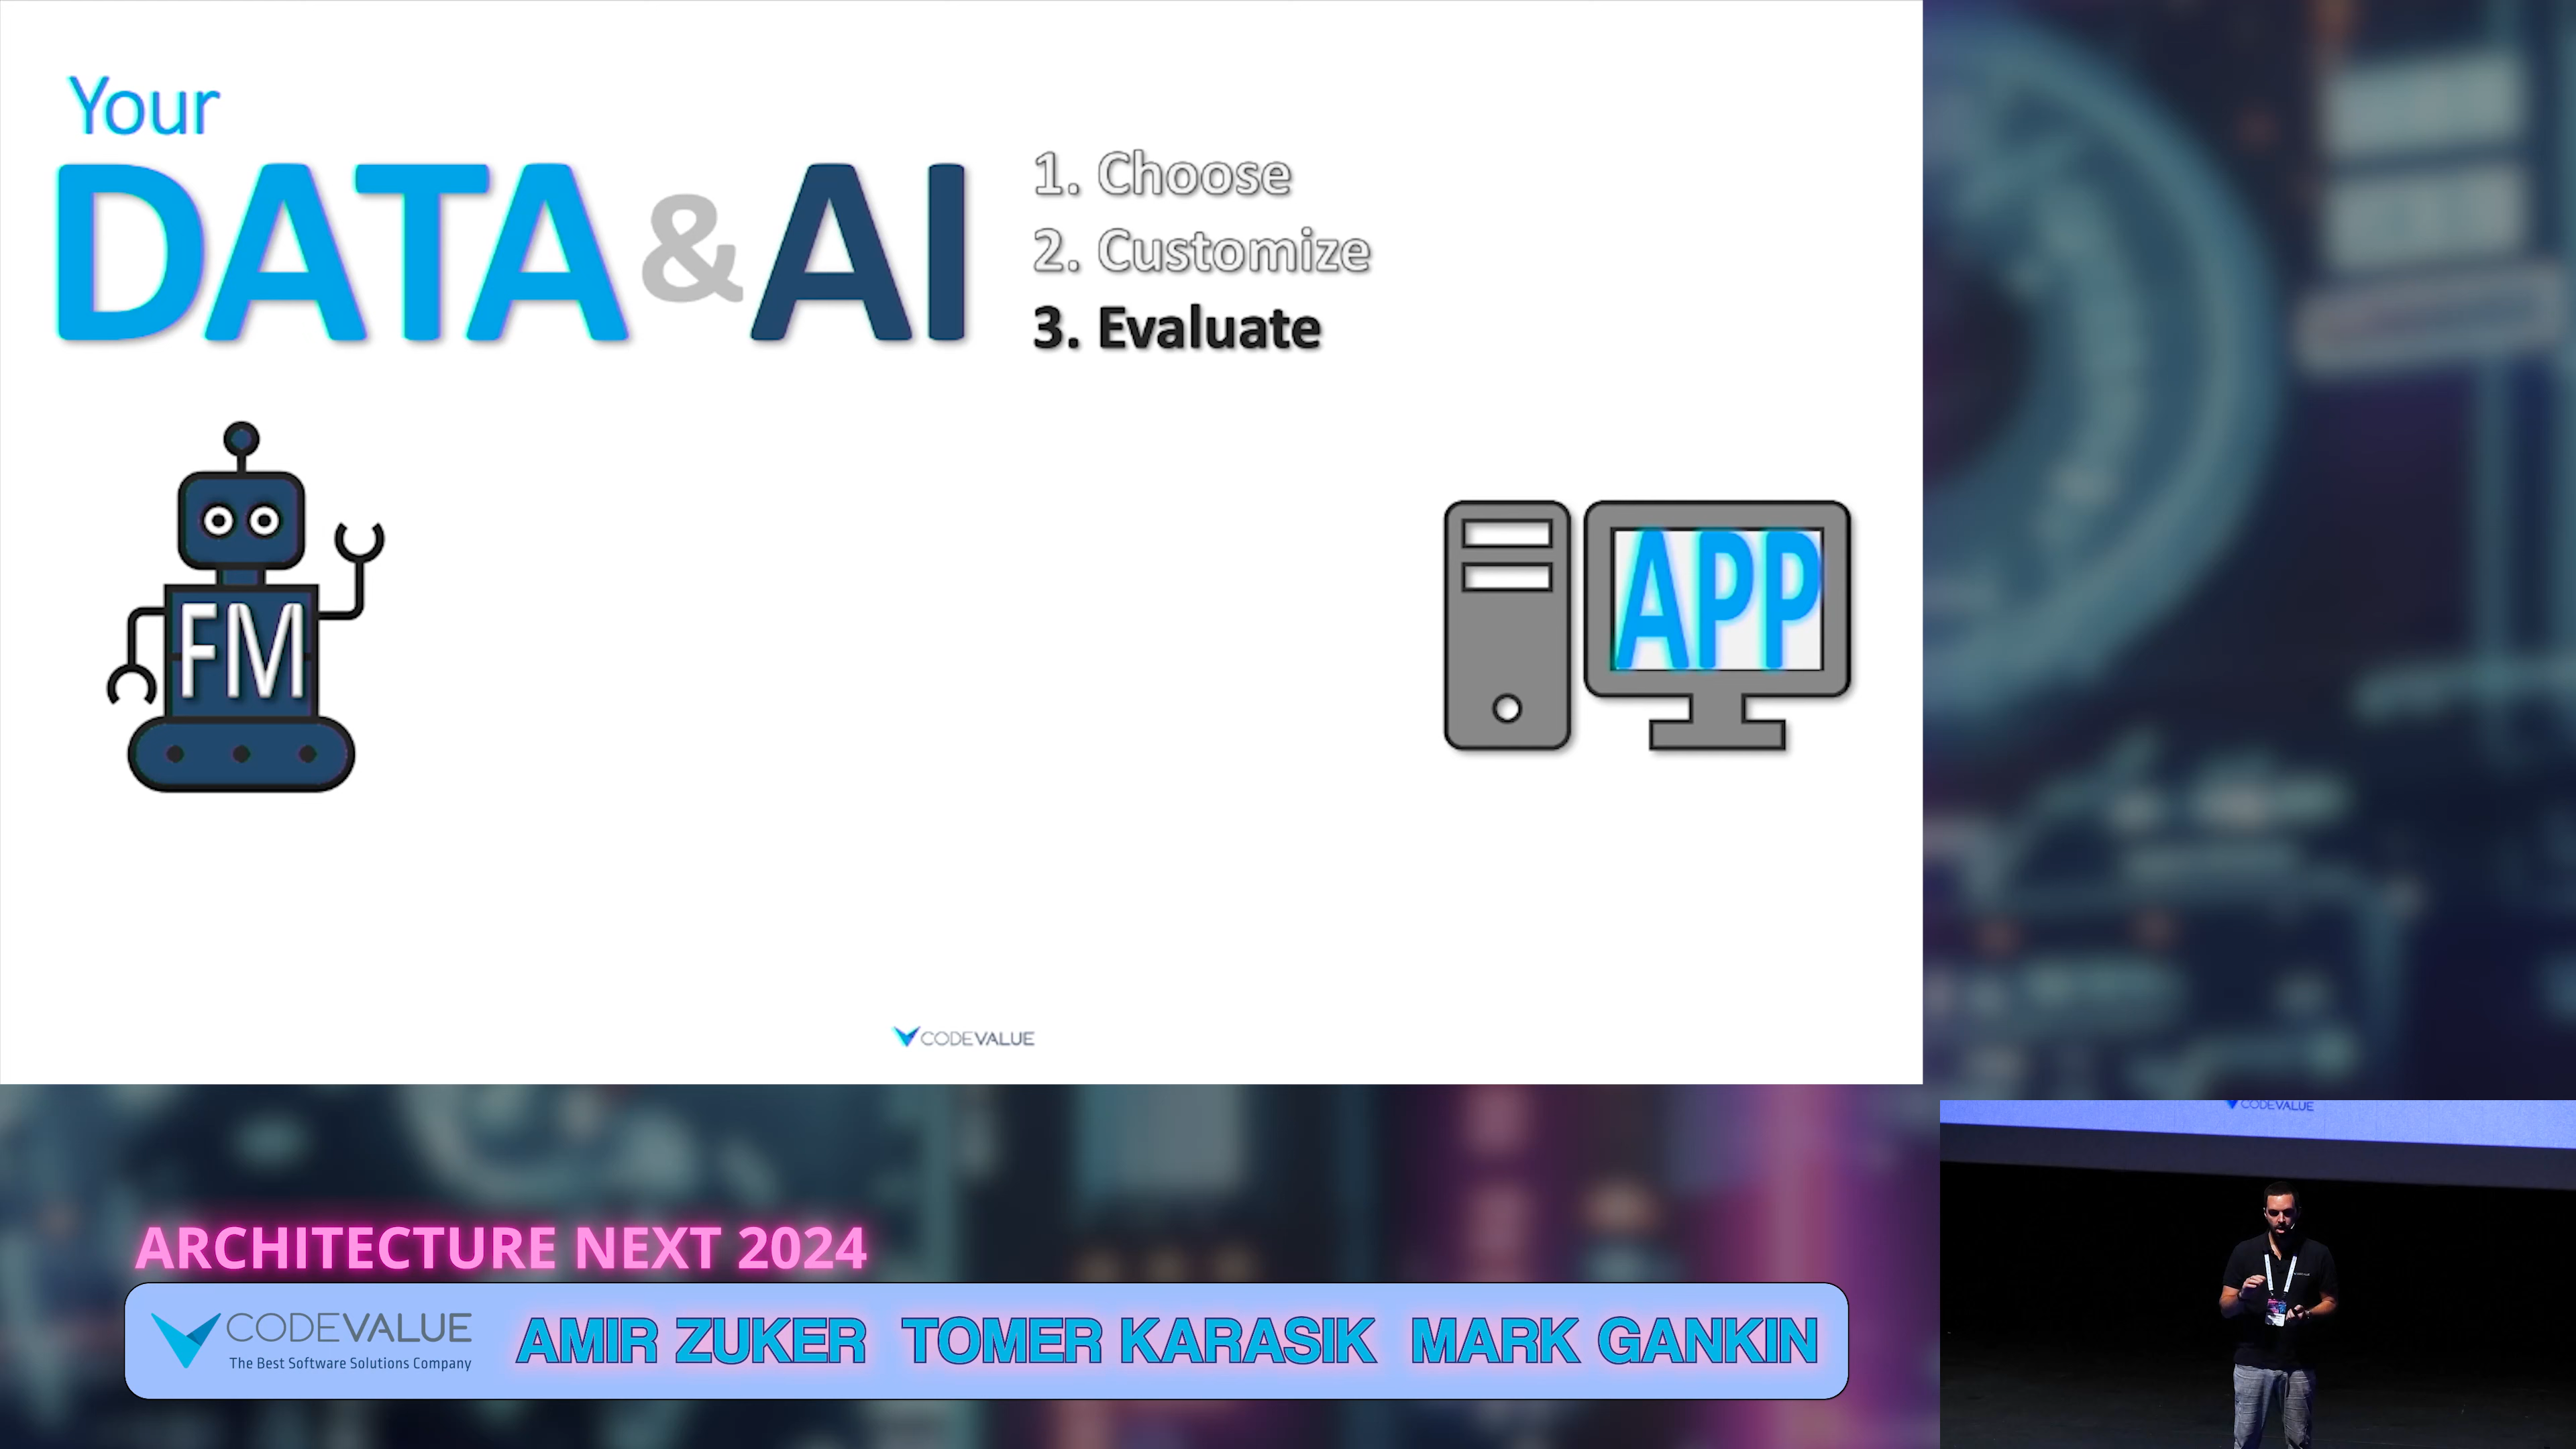 Your
DATA & AI
1. Choose
2. Customize
3. Evaluate
FM
APP
CODEVALUE
CODEVALUE
ARCHITECTURE NEXT 2024
CODEVALUE
The Best Software Solutions Company
AMIR ZUKER TOMER KARASIK MARK GANKIN